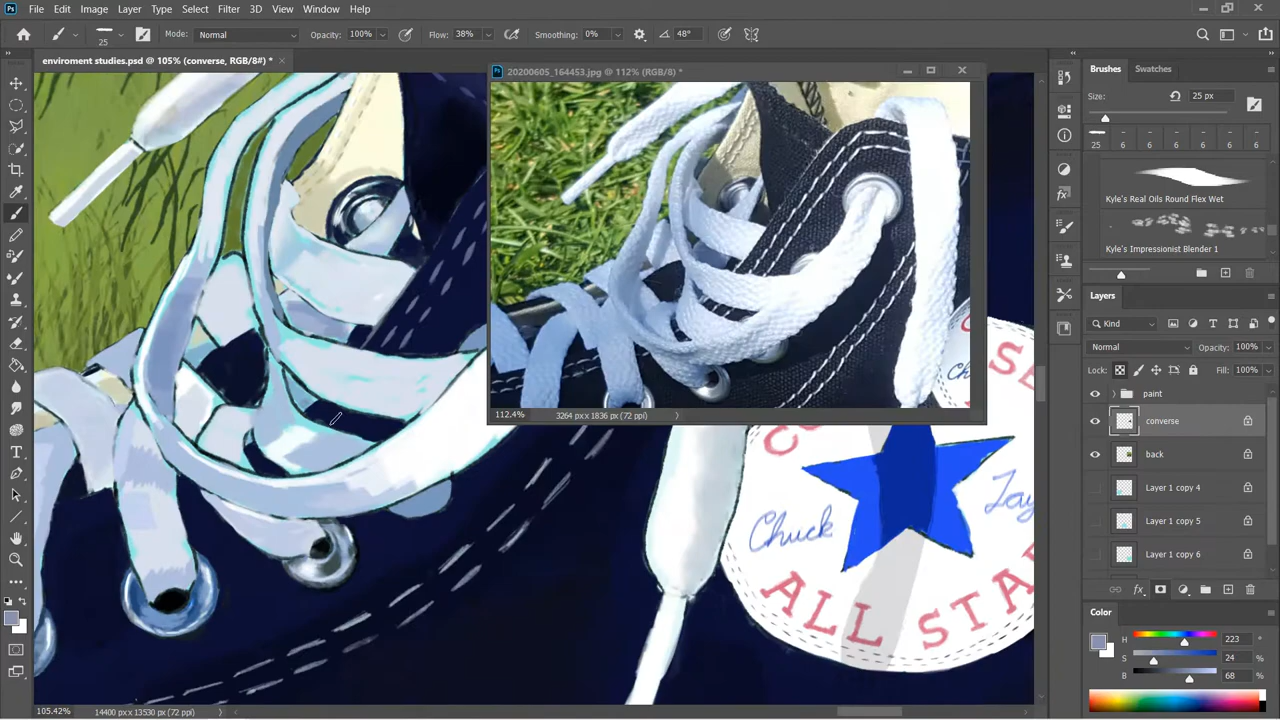 Ps File Edit Image Layer Type Select Filter 3D View Window Help
25 Mode: Normal Opacity: 100% Flow: 38% Smoothing: 0% 48°
enviroment studies.psd @ 105% (converse, RGB/8#) *
Ps 20200605_164453.jpg @ 112% (RGB/8) *
112.4% 3264 px x 1836 px (72 ppi)
Chuck
ALL STA
105.42% 14400 px x 13530 px (72 ppi)
Brushes Swatches
Size: 25 px
25 6 6 6 6 6
Kyle's Real Oils Round Flex Wet
Kyle's Impressionist Blender 1
Layers
Kind
Normal Opacity: 100%
Lock: Fill: 100%
paint
converse
back
Layer 1 copy 4
Layer 1 copy 5
Layer 1 copy 6
fx
Color
H 223
S 24
B 68